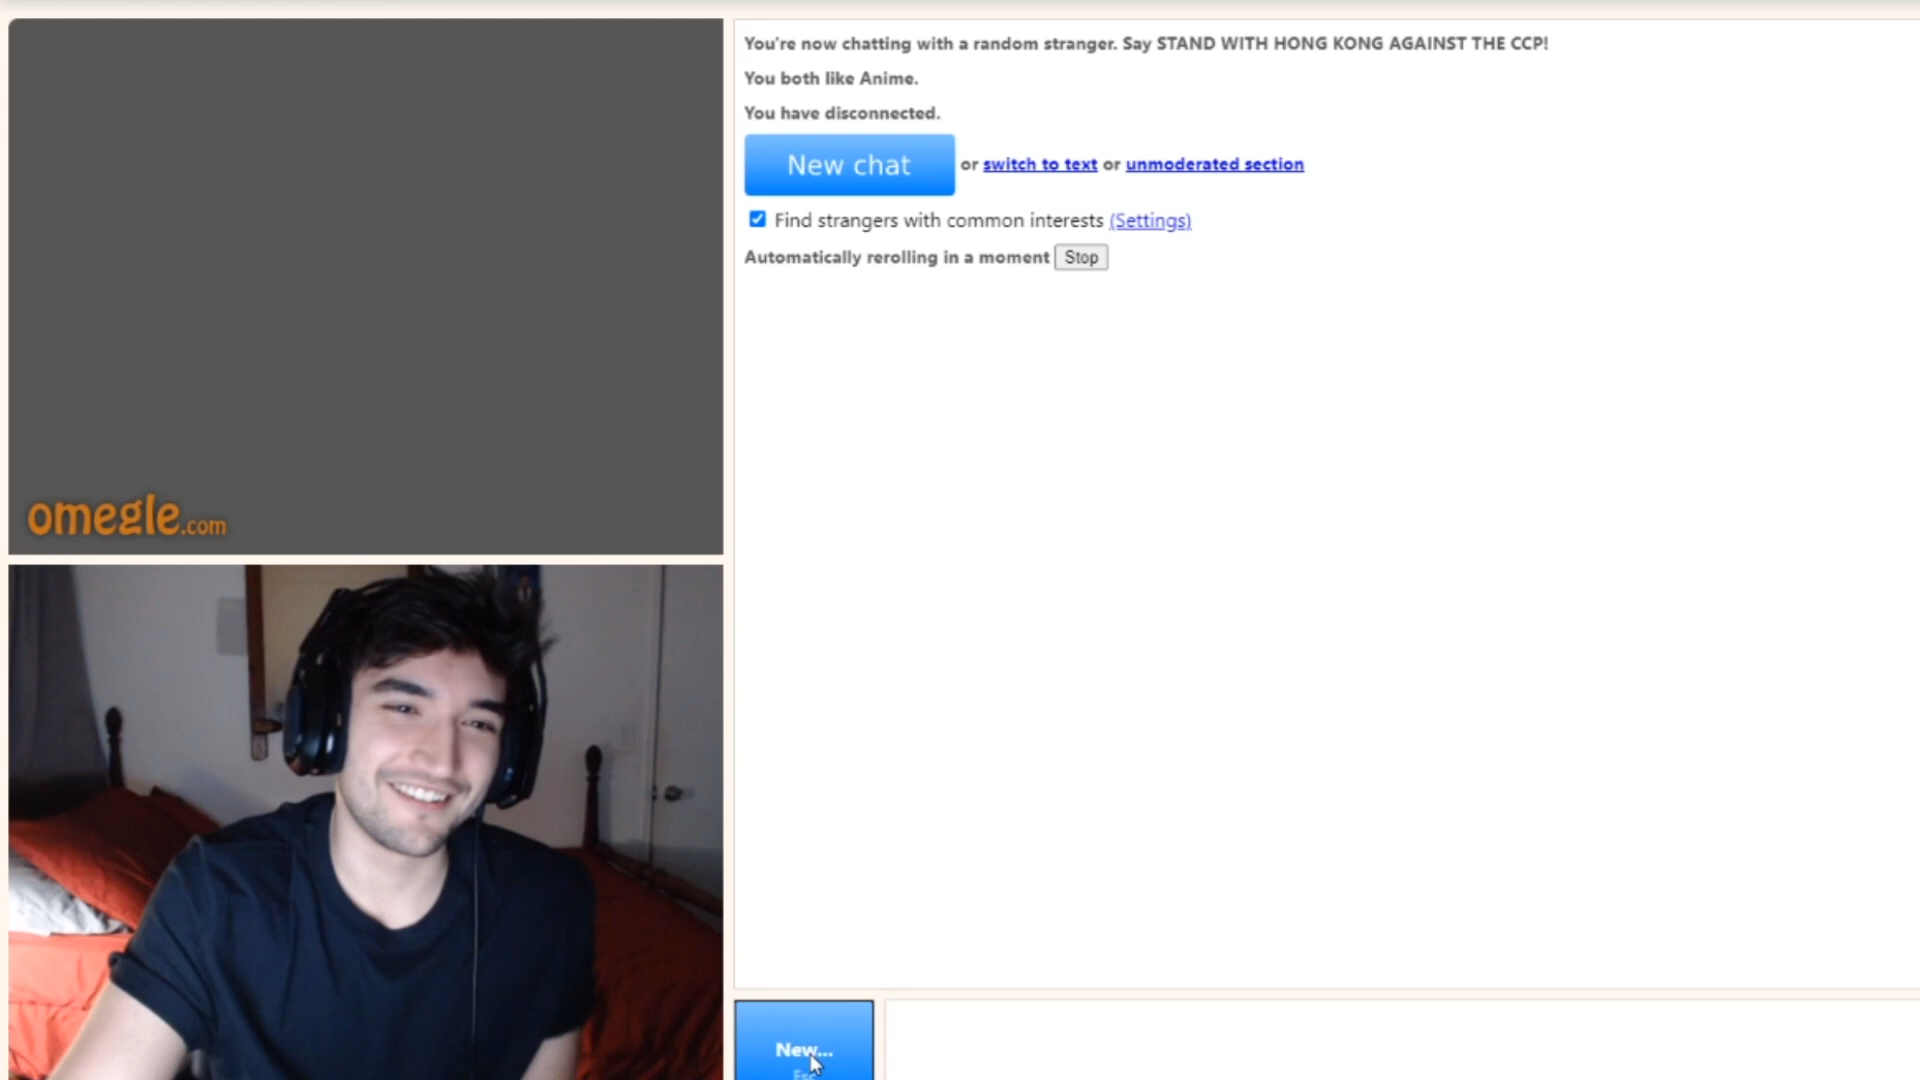 You're now chatting with a random stranger. Say STAND WITH HONG KONG AGAINST THE CCP!
You both like Anime.
You have disconnected.
New chat or switch to text or unmoderated section
Find strangers with common interests (Settings)
Automatically rerolling in a moment Stop
omegle.com
New...
Esc